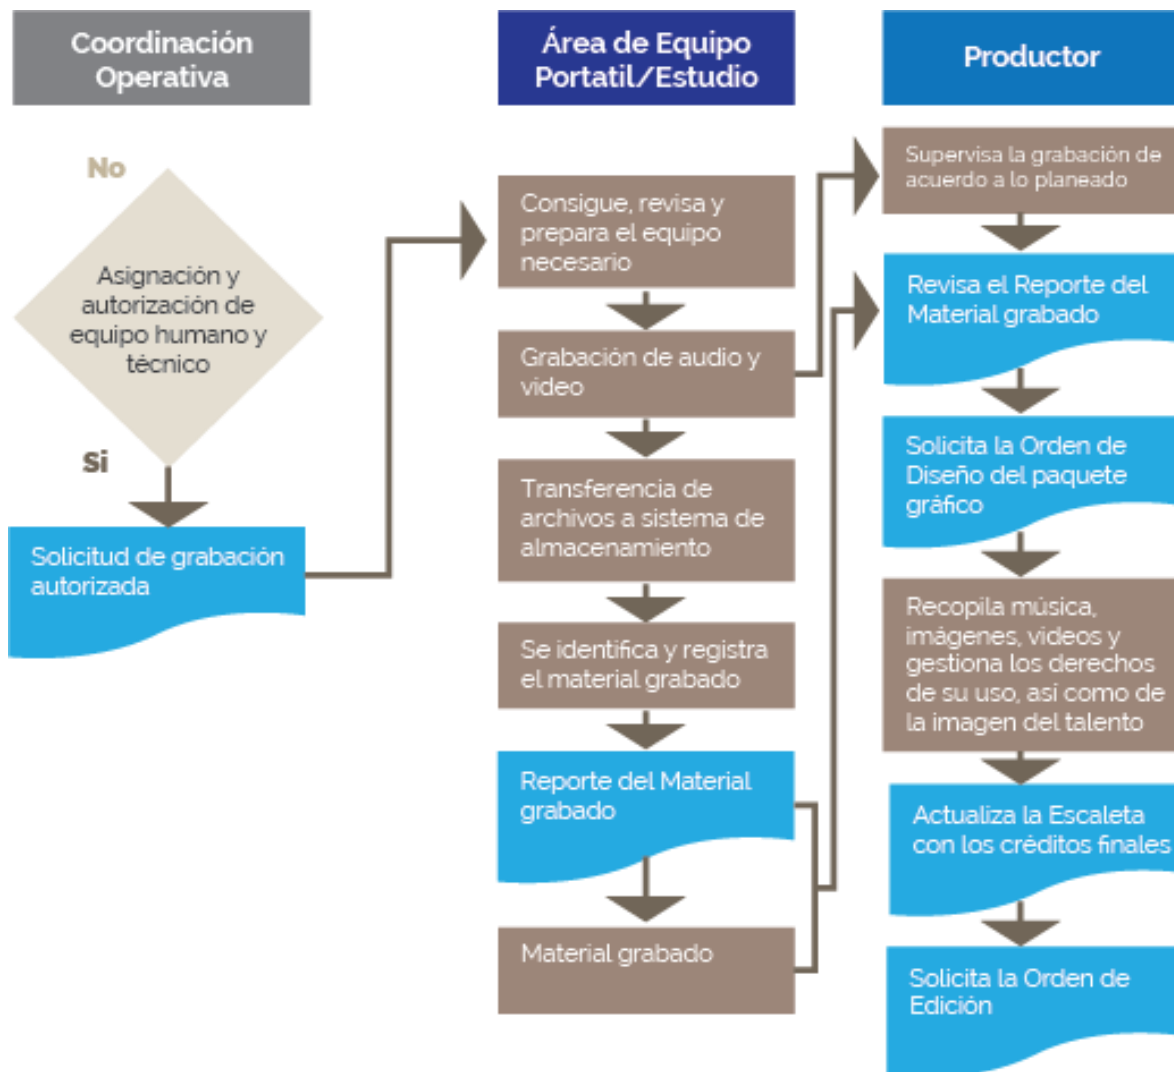 Coordinación
Operativa
No
Asignación y
autorización de
equipo humano y
técnico
Si
Solicitud de grabación
autorizada
Área de Equipo
Portatil/Estudio
Consigue, revisa y
prepara el equipo
necesario
Grabación de audio y
video
Transferencia de
archivos a sistema de
almacenamiento
Se identifica y registra
el material grabado
Reporte del Material
grabado
Material grabado
Productor
Supervisa la grabación de
acuerdo a lo planeado
Revisa el Reporte del
Material grabado
Solicita la Orden de
Diseño del paquete
gráfico
Recopila música,
imágenes, videos y
gestiona los derechos
de su uso, así como de
la imagen del talento
Actualiza la Escaleta
con los créditos finales
Solicita la Orden de
Edición